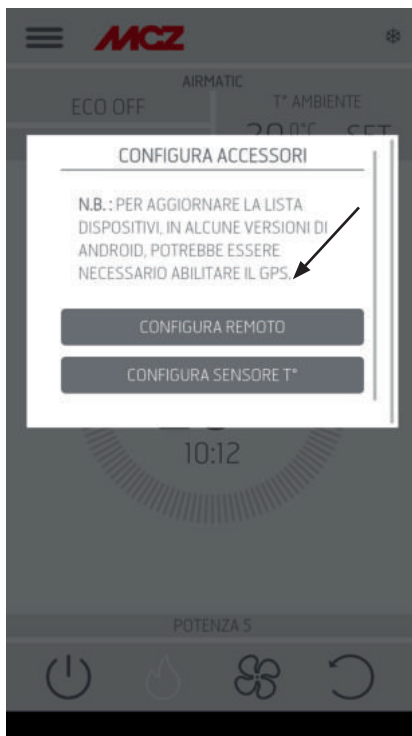 MCZ
AIRMATIC
ECO OFF
T° AMBIENTE
SET
CONFIGURA ACCESSORI
N.B. : PER AGGIORNARE LA LISTA
DISPOSITIVI, IN ALCUNE VERSIONI DI
ANDROID, POTREBBE ESSERE
NECESSARIO ABILITARE IL GPS.
CONFIGURA REMOTO
CONFIGURA SENSORE T°
10:12
POTENZA 5